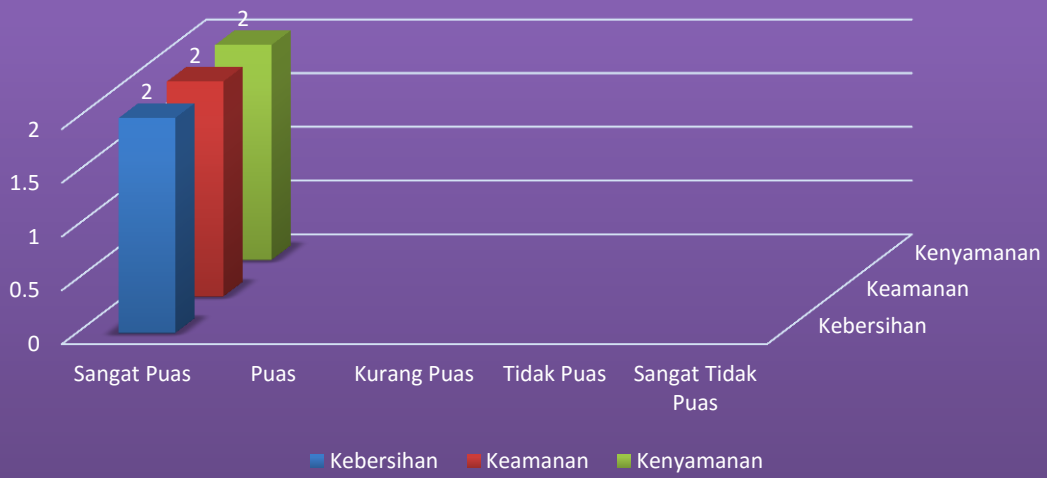 2
2
2
2
1.5
1
0.5
0
Kenyamanan
Keamanan
Kebersihan
Sangat Puas
Puas
Kurang Puas
Tidak Puas
Sangat Tidak
Puas
Kebersihan
Keamanan
Kenyamanan